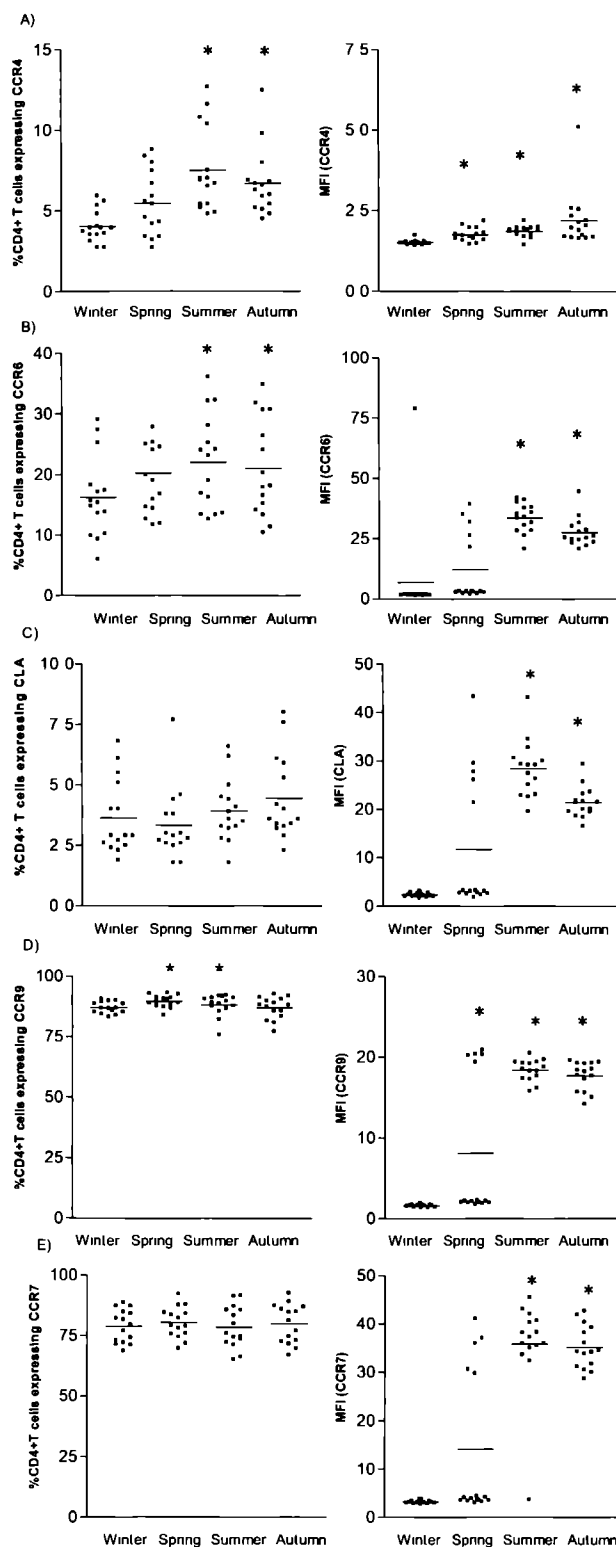 A)
%CD4+ T cells expressing CCR4
15
10
5
0
Winter Spring Summer Autumn
* *
MFI (CCR4)
7 5
5 0
2 5
0 0
Winter Spring Summer Autumn
* * *
B)
%CD4+ T cells expressing CCR6
40
30
20
10
0
Winter Spring Summer Autumn
* *
MFI (CCR6)
100
75
50
25
0
Winter Spring Summer Autumn
* *
C)
%CD4+ T cells expressing CLA
10 0
7 5
5 0
2 5
0 0
Winter Spring Summer Autumn
MFI (CLA)
50
40
30
20
10
0
Winter Spring Summer Autumn
* *
D)
%CD4+T cells expressing CCR9
100
75
50
25
0
Winter Spring Summer Autumn
* *
MFI (CCR9)
30
20
10
0
Winter Spring Summer Autumn
* * *
E)
%CD4+T cells expressing CCR7
100
75
50
25
0
Winter Spring Summer Autumn
MFI (CCR7)
50
40
30
20
10
0
Winter Spring Summer Autumn
* *